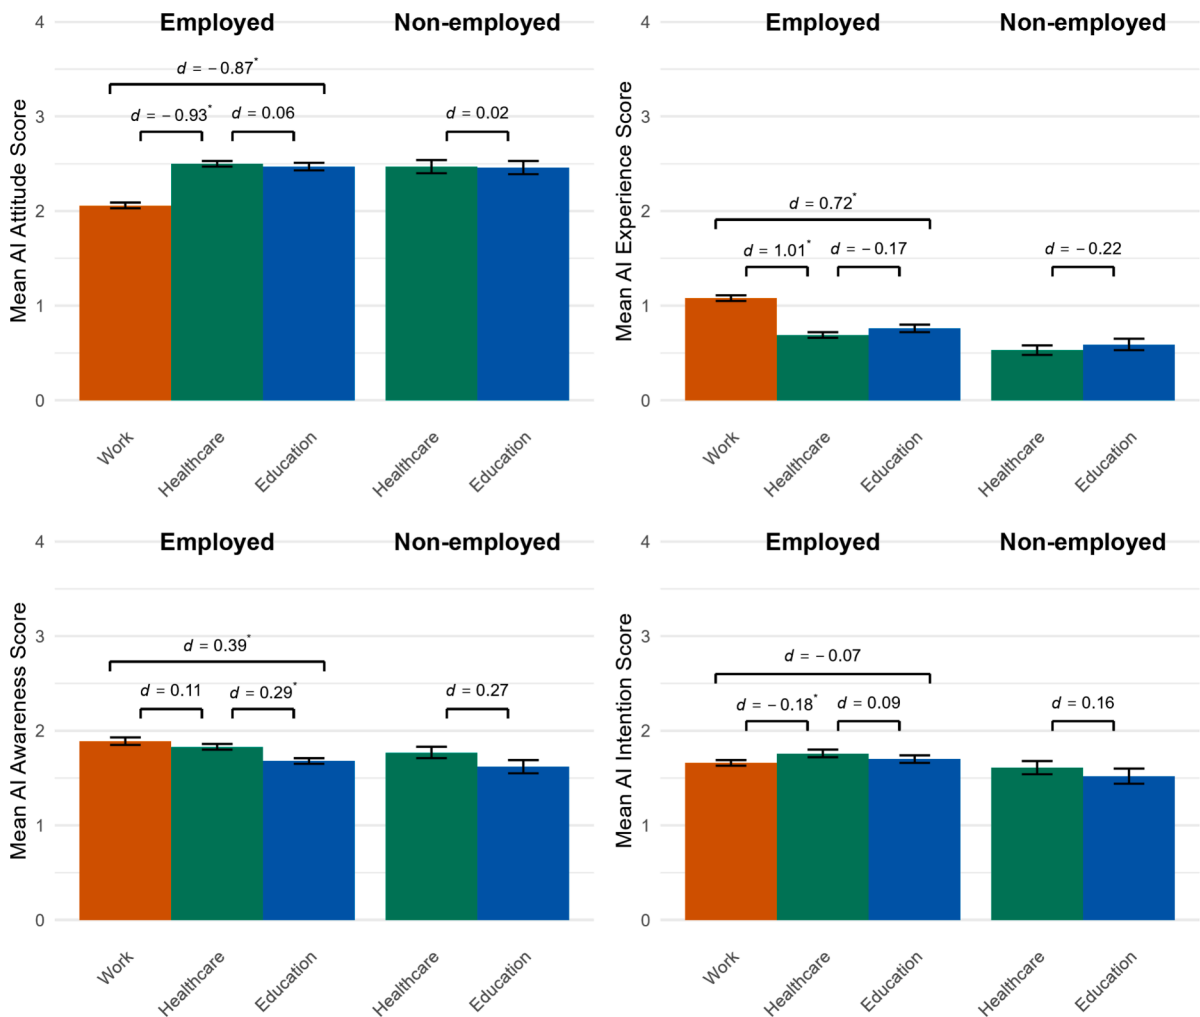 Employed Non-employed
4
d = − 0.87*
3
d = − 0.93* d = 0.06 d = 0.02
2
1
0
Mean AI Attitude Score
Work Healthcare Education Healthcare Education
Employed Non-employed
4
3
2
d = 0.72*
d = 1.01* d = − 0.17 d = − 0.22
1
0
Mean AI Experience Score
Work Healthcare Education Healthcare Education
Employed Non-employed
4
3
d = 0.39*
d = 0.11 d = 0.29* d = 0.27
2
1
0
Mean AI Awareness Score
Work Healthcare Education Healthcare Education
Employed Non-employed
4
3
d = − 0.07
d = − 0.18* d = 0.09 d = 0.16
2
1
0
Mean AI Intention Score
Work Healthcare Education Healthcare Education